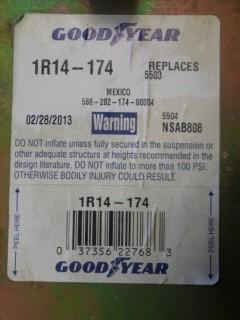 GOODYEAR
1R14-174 REPLACES
5503
MEXICO
566-282-174-00004
02/28/2013 Warning 5504
NSAB808
DO NOT inflate unless fully secured in the suspension or
other adequate structure at heights recommended in the
design literature. DO NOT inflate to more than 100 PSI.
OTHERWISE BODILY INJURY COULD RESULT.
1R14-174
PEEL HERE
0 37356 22768 3
PEEL HERE
GOODYEAR